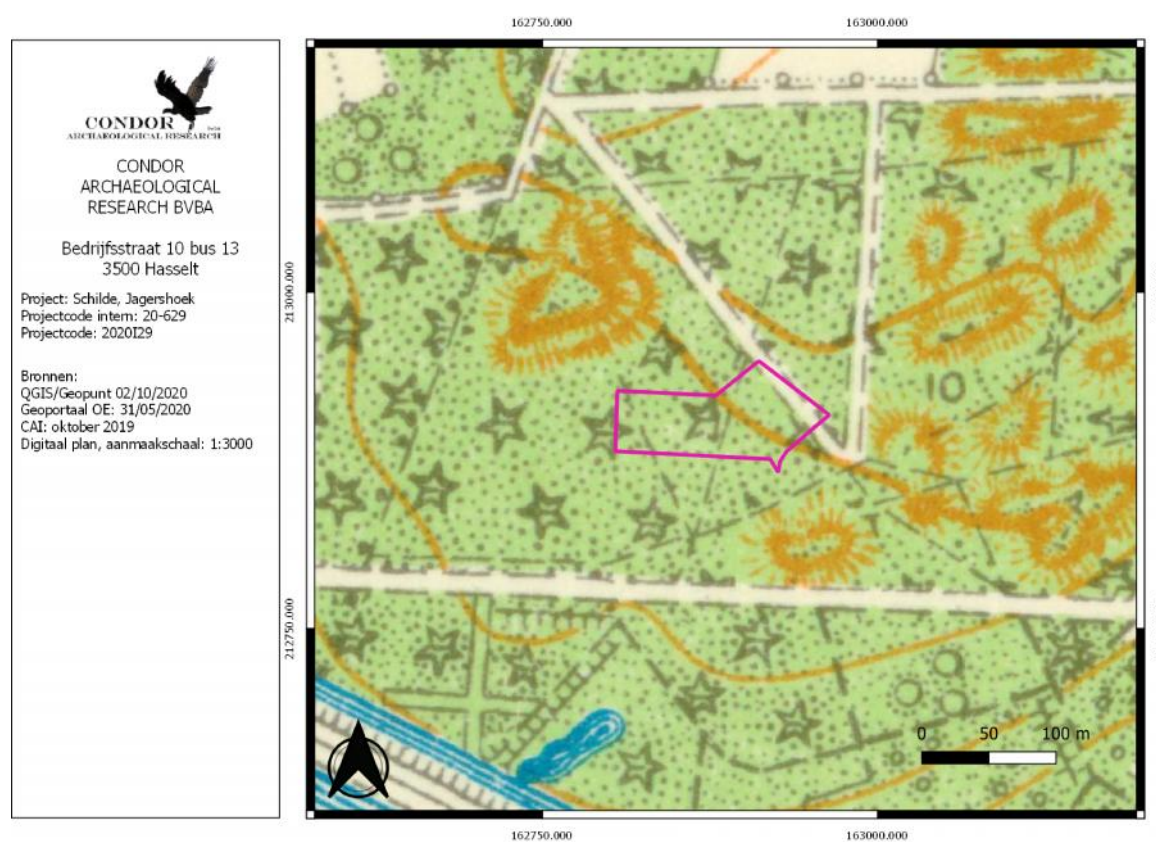 162750.000
163000.000
CONDOR
ARCHAEOLOGICAL RESEARCH
CONDOR
ARCHAEOLOGICAL
RESEARCH BVBA
Bedrijfsstraat 10 bus 13
3500 Hasselt
Project: Schilde, Jagershoek
Projectcode intern: 20-629
Projectcode: 2020I29
Bronnen:
QGIS/Geopunt 02/10/2020
Geoportaal OE: 31/05/2020
CAI: oktober 2019
Digitaal plan, aanmaakschaal: 1:3000
213000.000
212750.000
10
0 50 100 m
162750.000
163000.000